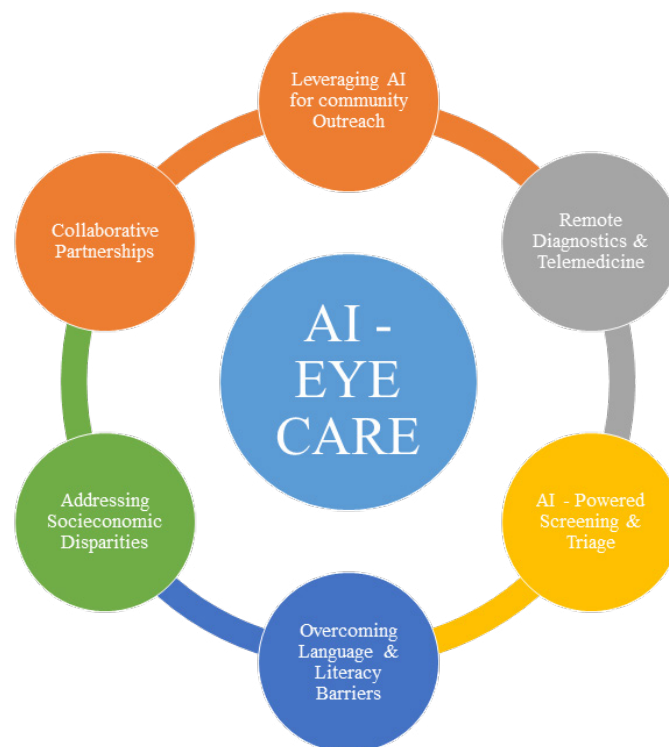 Leveraging AI
for community
Outreach
Remote
Diagnostics &
Telemedicine
AI - Powered
Screening &
Triage
Overcoming
Language & 
Literacy
Barriers
Addressing
Socieconomic
Disparities
Collaborative
Partnerships
AI -
EYE
CARE